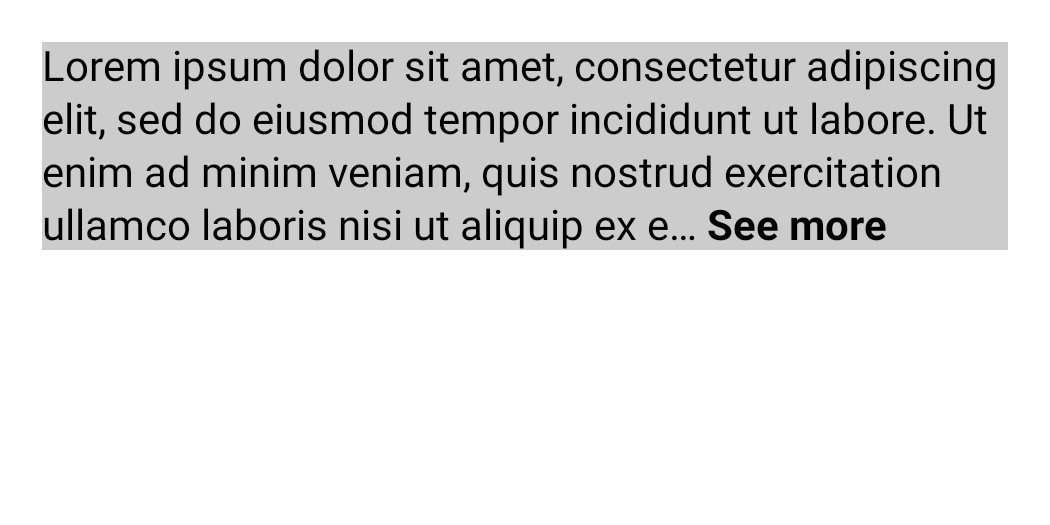 Lorem ipsum dolor sit amet, consectetur adipiscing
elit, sed do eiusmod tempor incididunt ut labore. Ut
enim ad minim veniam, quis nostrud exercitation
ullamco laboris nisi ut aliquip ex e… See more